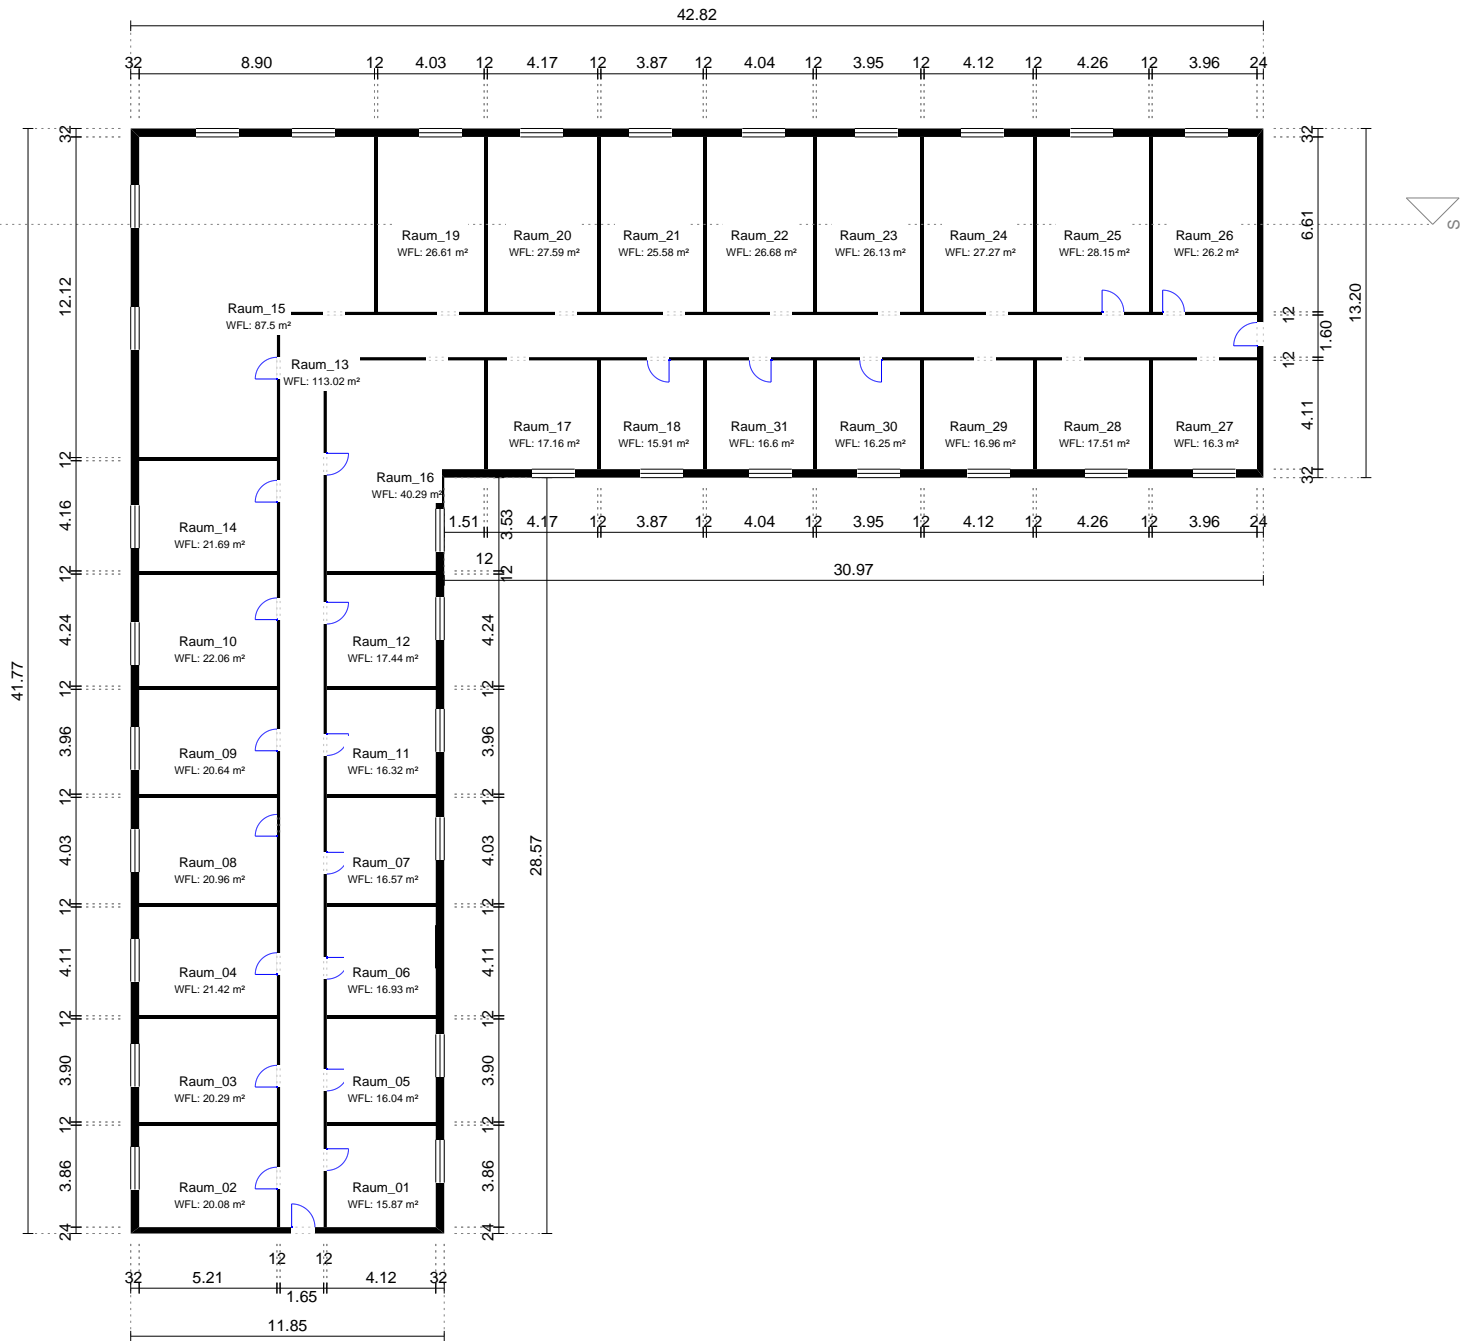 42.82
32 8.90 12 4.03 12 4.17 12 3.87 12 4.04 12 3.95 12 4.12 12 4.26 12 3.96 24
32
12.12
12
4.16
12
4.24
12
3.96
12
4.03
12
4.11
12
3.90
12
3.86
24
41.77
32
6.61
12
1.60
12
4.11
32
13.20
S
Raum_19
WFL: 26.61 m²
Raum_20
WFL: 27.59 m²
Raum_21
WFL: 25.58 m²
Raum_22
WFL: 26.68 m²
Raum_23
WFL: 26.13 m²
Raum_24
WFL: 27.27 m²
Raum_25
WFL: 28.15 m²
Raum_26
WFL: 26.2 m²
Raum_15
WFL: 87.5 m²
Raum_13
WFL: 113.02 m²
Raum_17
WFL: 17.16 m²
Raum_18
WFL: 15.91 m²
Raum_31
WFL: 16.6 m²
Raum_30
WFL: 16.25 m²
Raum_29
WFL: 16.96 m²
Raum_28
WFL: 17.51 m²
Raum_27
WFL: 16.3 m²
Raum_16
WFL: 40.29 m²
1.51 12 4.17 12 3.87 12 4.04 12 3.95 12 4.12 12 4.26 12 3.96 24
12
30.97
3.53
12
4.24
12
3.96
12
4.03
12
4.11
12
3.90
12
3.86
24
28.57
Raum_14
WFL: 21.69 m²
Raum_10
WFL: 22.06 m²
Raum_12
WFL: 17.44 m²
Raum_09
WFL: 20.64 m²
Raum_11
WFL: 16.32 m²
Raum_08
WFL: 20.96 m²
Raum_07
WFL: 16.57 m²
Raum_04
WFL: 21.42 m²
Raum_06
WFL: 16.93 m²
Raum_03
WFL: 20.29 m²
Raum_05
WFL: 16.04 m²
Raum_02
WFL: 20.08 m²
Raum_01
WFL: 15.87 m²
12 12
32 5.21 4.12 32
1.65
11.85